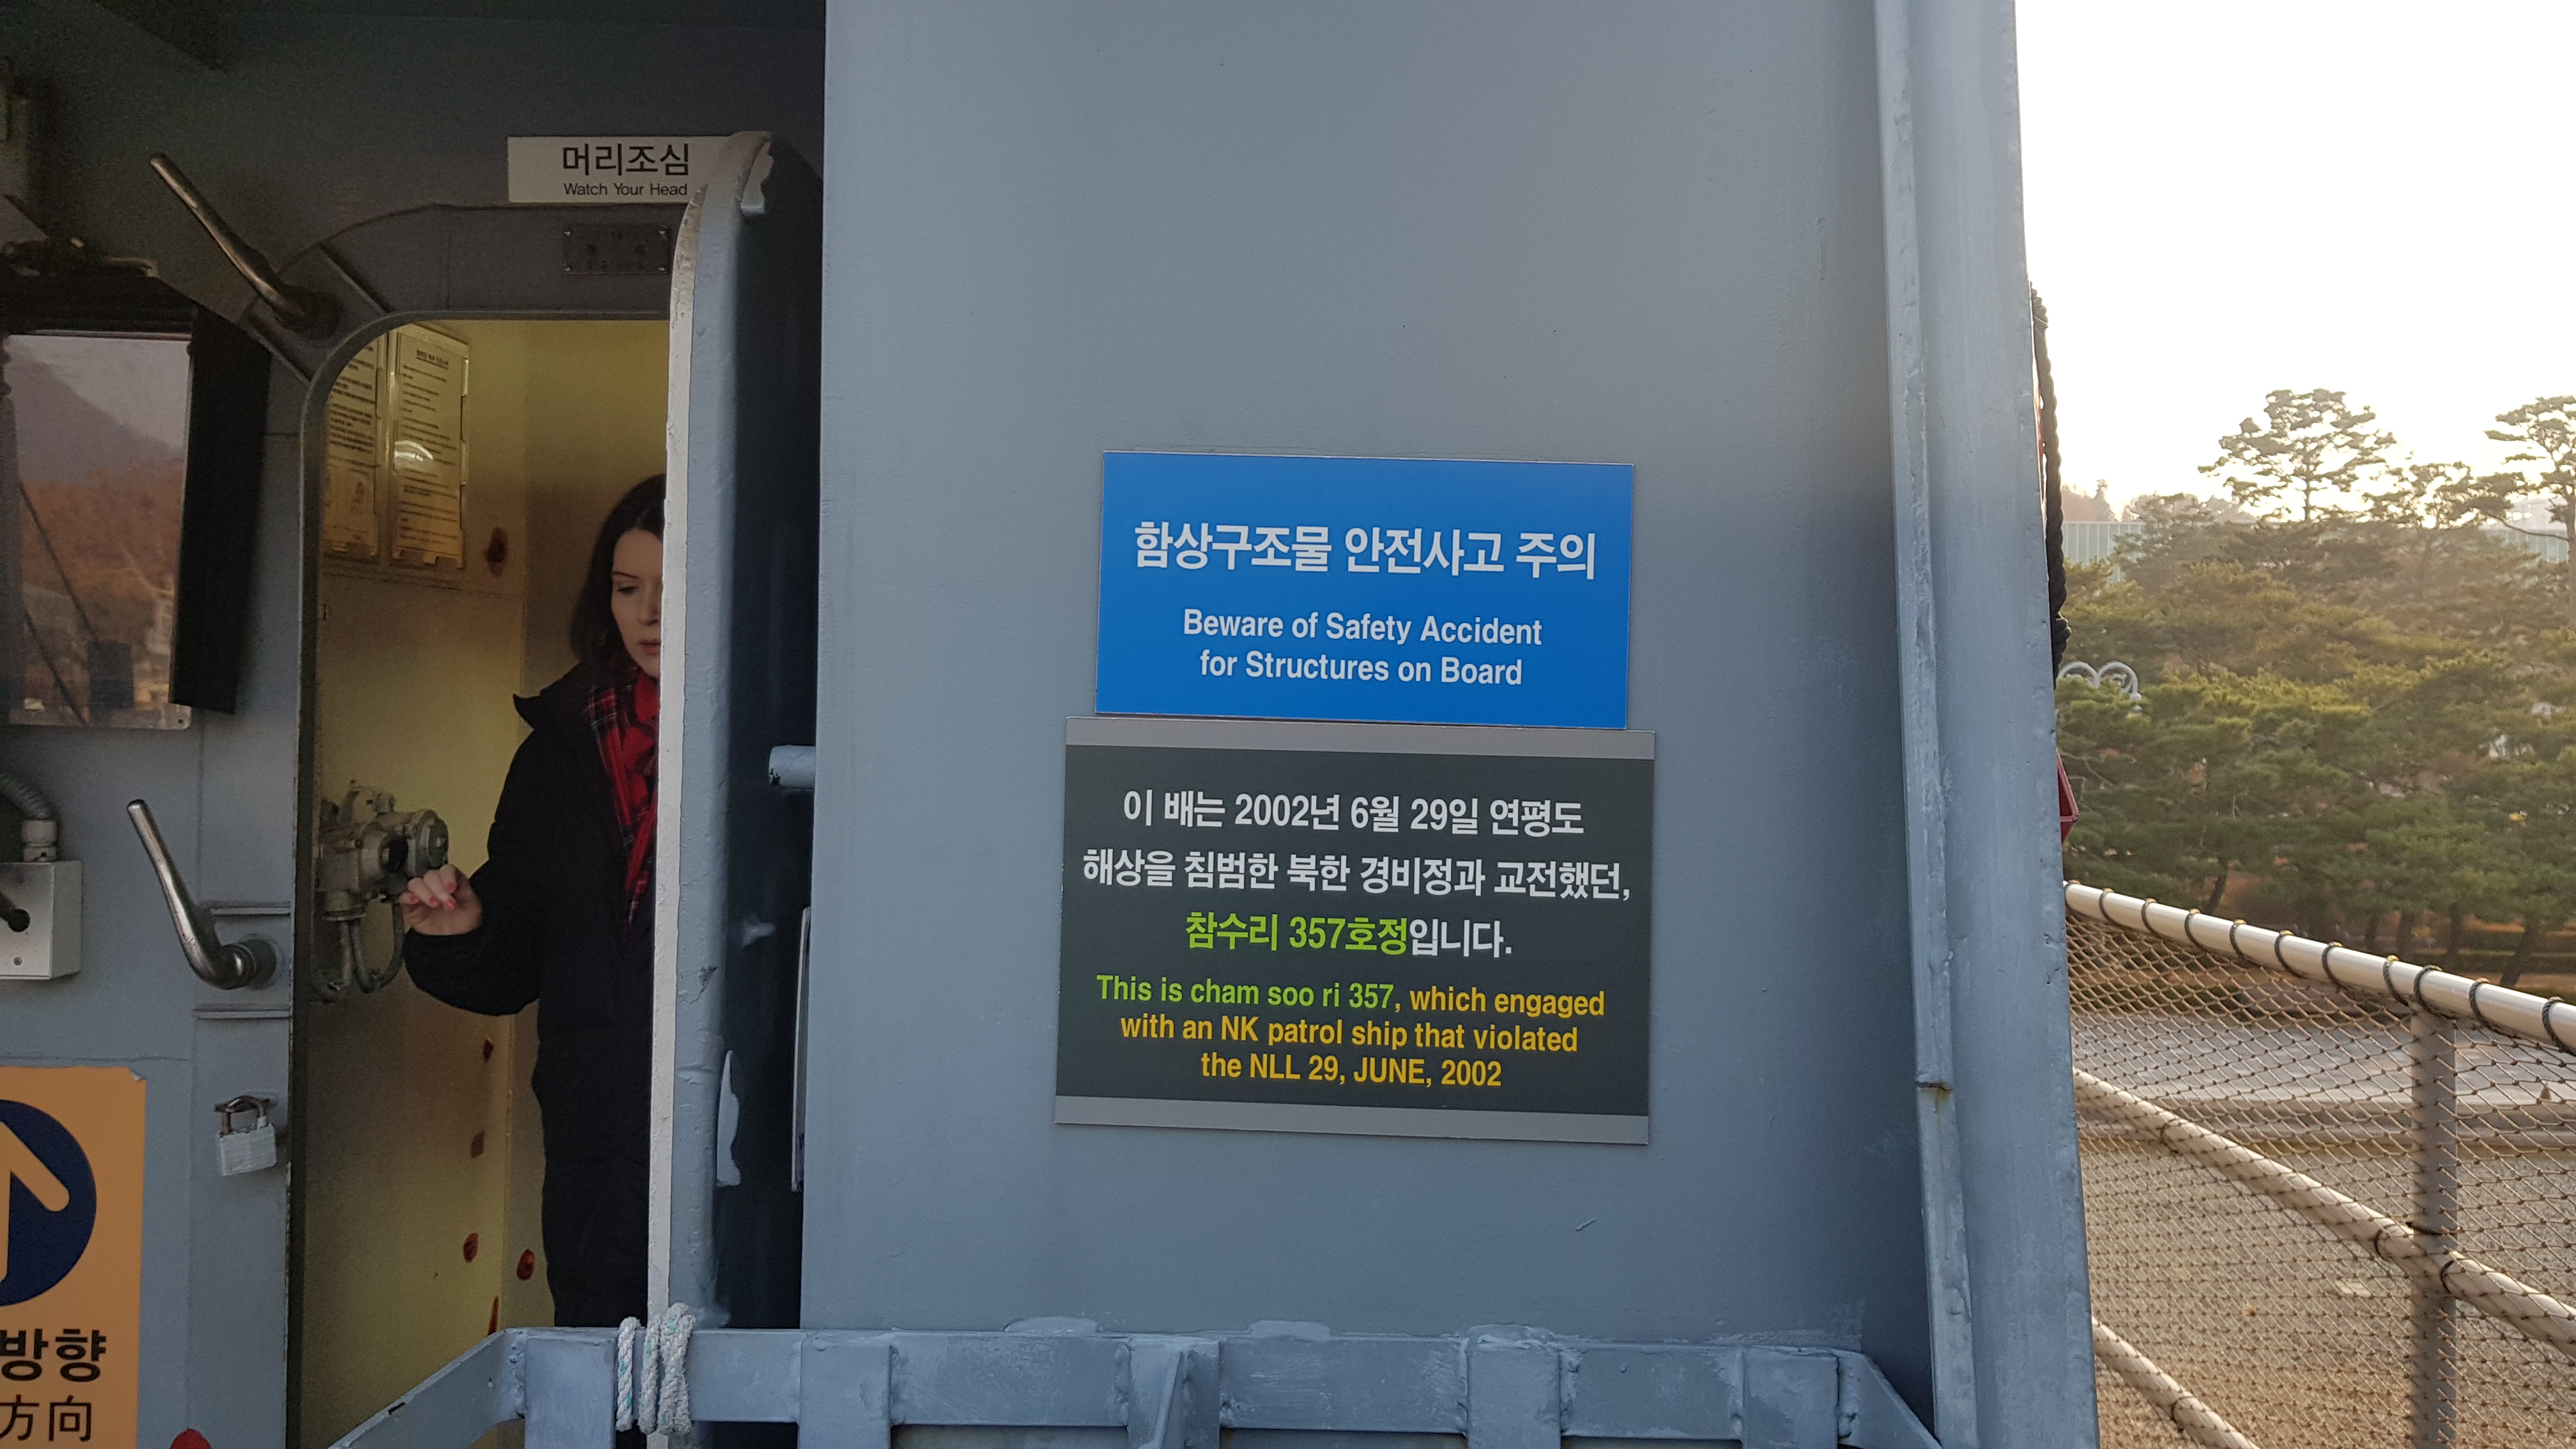 머리조심
Watch Your Head
함상구조물 안전사고 주의
Beware of Safety Accident
for Structures on Board
이 배는 2002년 6월 29일 연평도
해상을 침범한 북한 경비정과 교전했던,
참수리 357호정입니다.
This is cham soo ri 357, which engaged
with an NK patrol ship that violated
the NLL 29, JUNE, 2002
방향
方向